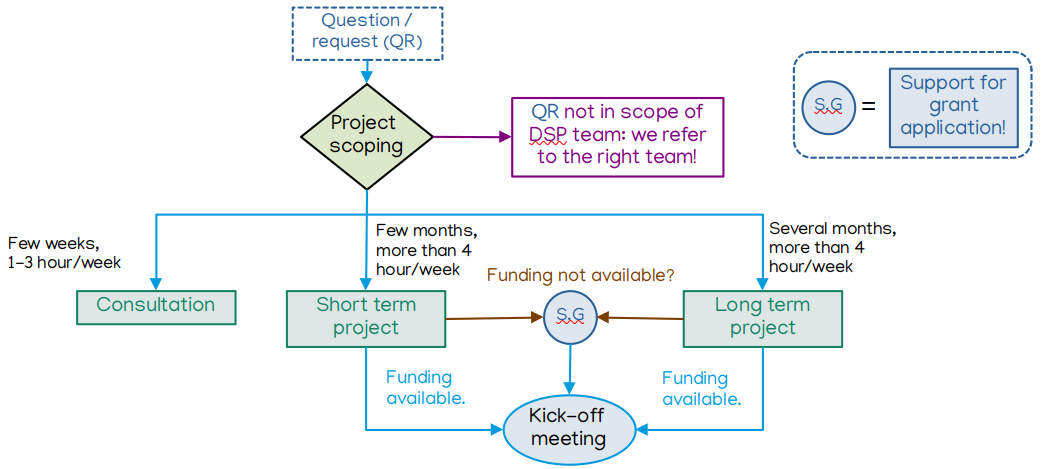 Question /
request (QR)
Project
scoping
QR not in scope of
DSP team: we refer
to the right team!
S.G
=
Support for
grant
application!
Few weeks,
1-3 hour/week
Few months,
more than 4
hour/week
Several months,
more than 4
hour/week
Funding not available?
Consultation
Short term
project
S.G
Long term
project
Funding
available.
Funding
available.
Kick-off
meeting